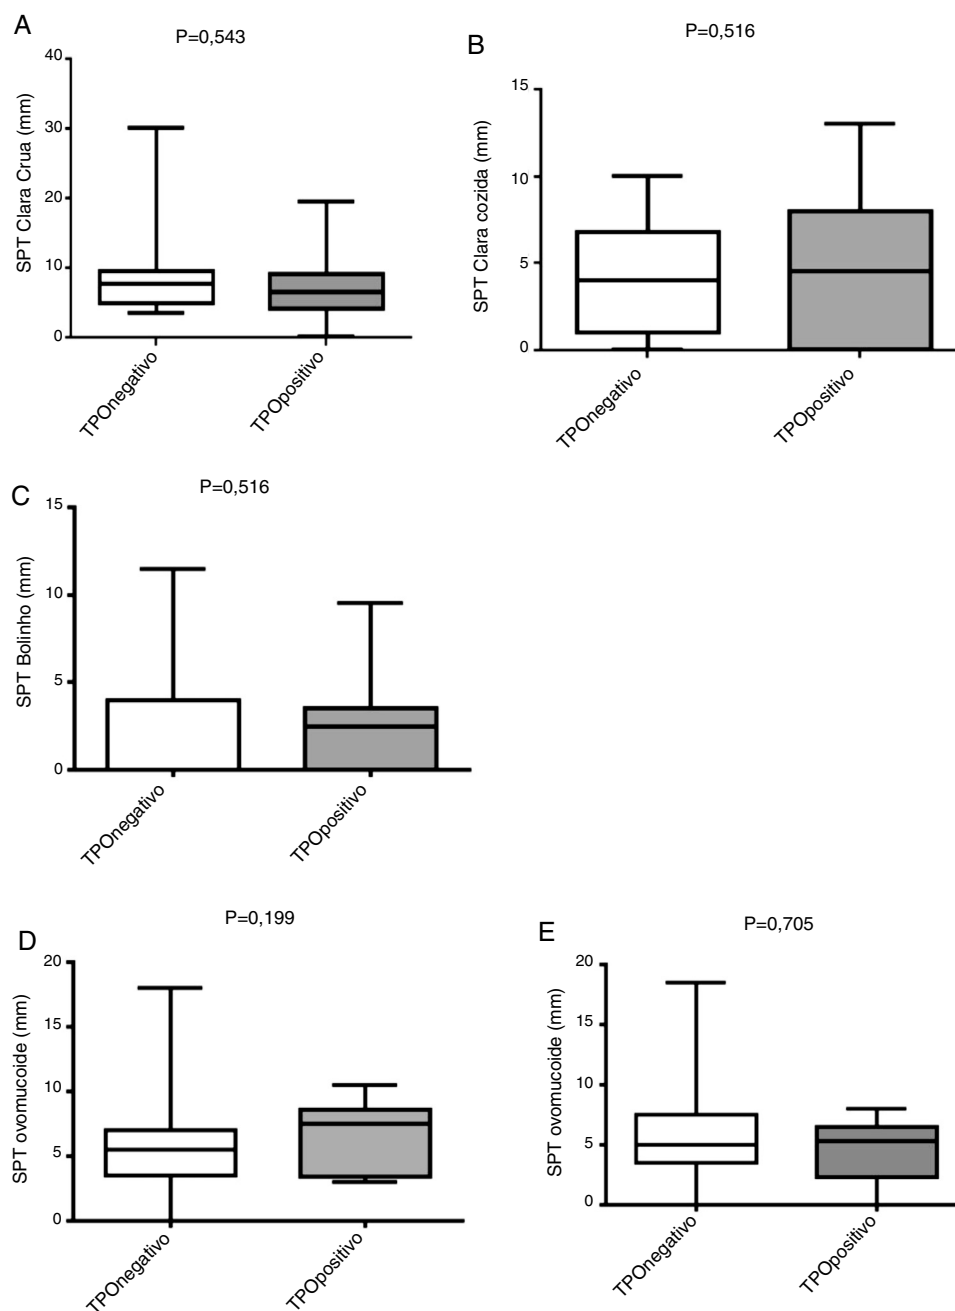 A
P=0,543
SPT Clara Crua (mm)
40
30
20
10
0
TPOnegativo
TPOpositivo
B
P=0,516
SPT Clara cozida (mm)
15
10
5
0
TPOnegativo
TPOpositivo
C
P=0,516
SPT Bolinho (mm)
15
10
5
0
TPOnegativo
TPOpositivo
D
P=0,199
SPT ovomucoide (mm)
20
15
10
5
0
TPOnegativo
TPOpositivo
E
P=0,705
SPT ovomucoide (mm)
20
15
10
5
0
TPOnegativo
TPOpositivo